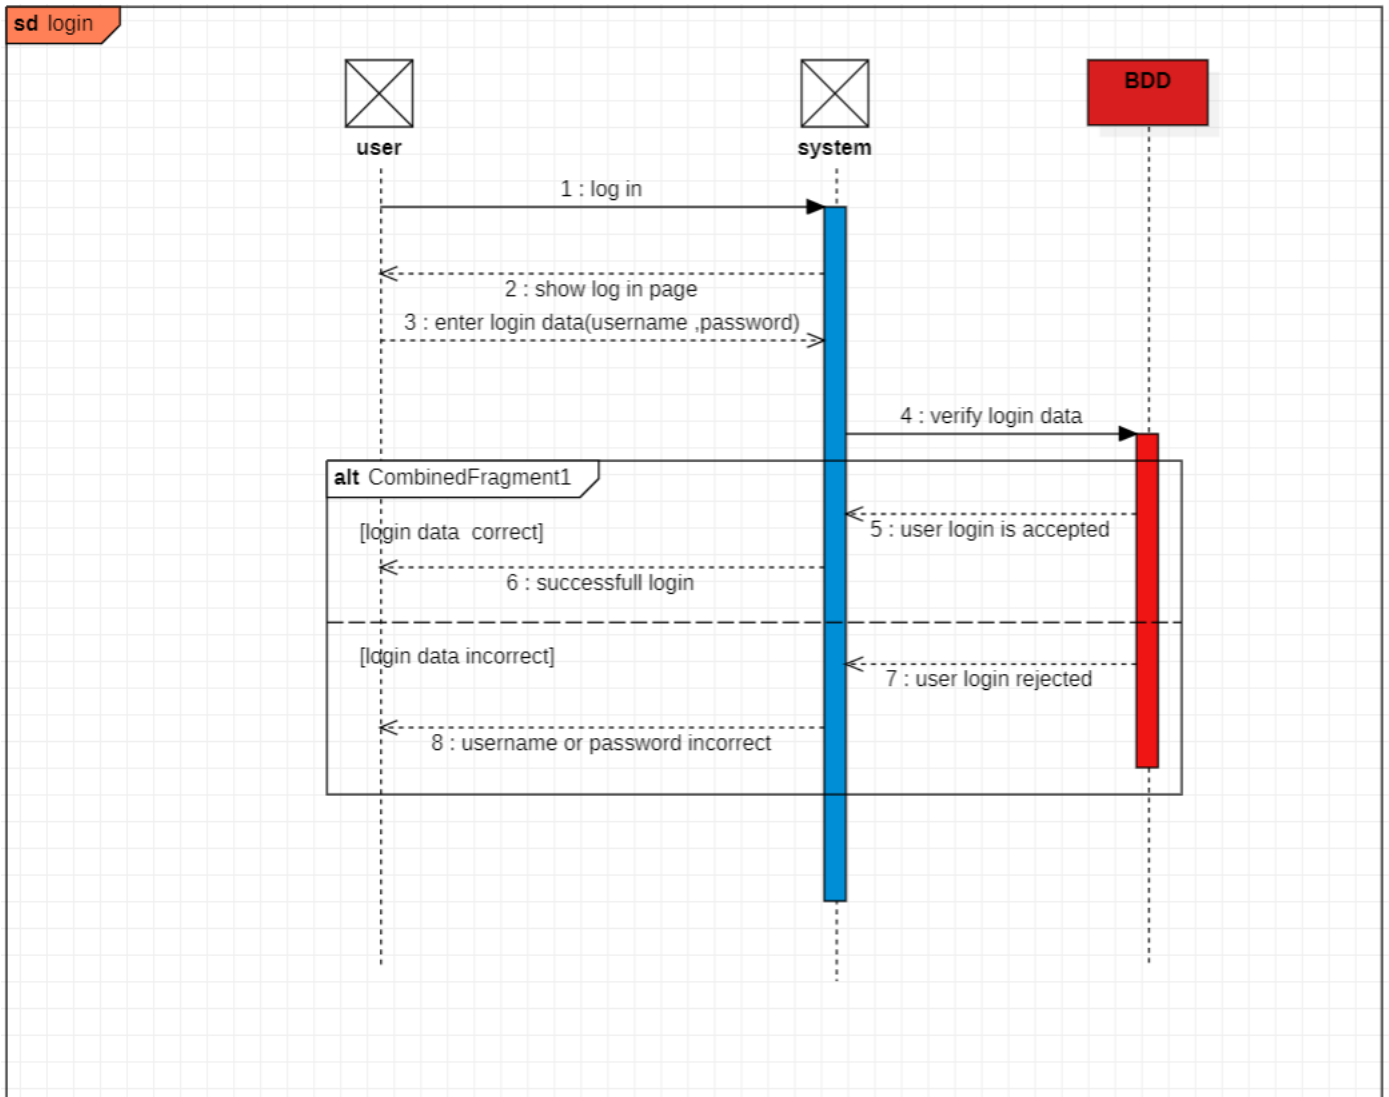 sd login
BDD
user
system
1 : log in
2 : show log in page
3 : enter login data(username ,password)
4 : verify login data
alt CombinedFragment1
[login data  correct]
5 : user login is accepted
6 : successfull login
[login data incorrect]
7 : user login rejected
8 : username or password incorrect